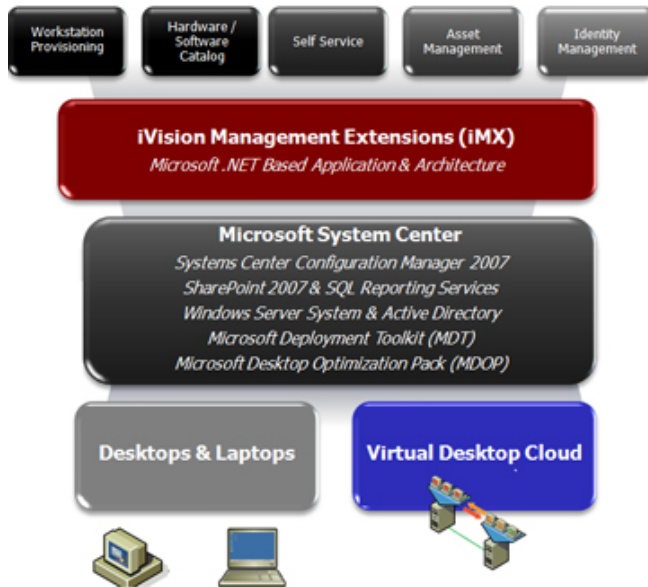 Workstation
Provisioning
Hardware /
Software
Catalog
Self Service
Asset
Management
Identity
Management
iVision Management Extensions (iMX)
Microsoft .NET Based Application & Architecture
Microsoft System Center
Systems Center Configuration Manager 2007
SharePoint 2007 & SQL Reporting Services
Windows Server System & Active Directory
Microsoft Deployment Toolkit (MDT)
Microsoft Desktop Optimization Pack (MDOP)
Desktops & Laptops
Virtual Desktop Cloud